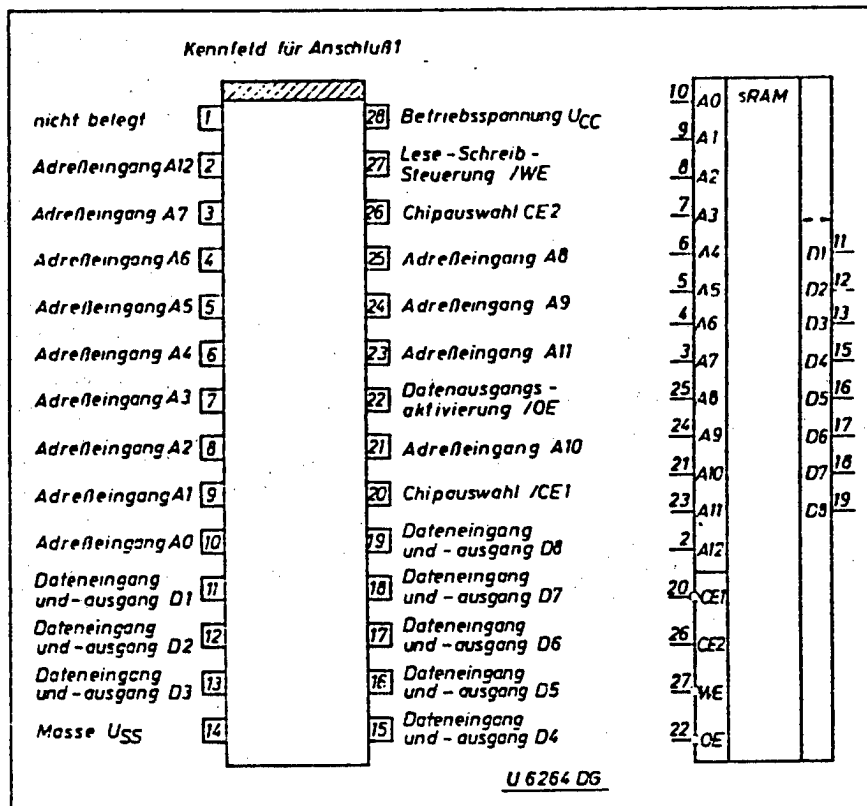 Kennfeld für Anschluß1
nicht belegt 1
Adreßeingang A12 2
Adreßeingang A7 3
Adreßeingang A6 4
Adreßeingang A5 5
Adreßeingang A4 6
Adreßeingang A3 7
Adreßeingang A2 8
Adreßeingang A1 9
Adreßeingang A0 10
Dateneingang
und-ausgang D1 11
Dateneingang
und-ausgang D2 12
Dateneingang
und-ausgang D3 13
Masse USS 14
28 Betriebsspannung UCC
27 Lese-Schreib-
Steuerung /WE
26 Chipauswahl CE2
25 Adreßeingang A8
24 Adreßeingang A9
23 Adreßeingang A11
22 Datenausgangs-
aktivierung /OE
21 Adreßeingang A10
20 Chipauswahl /CE1
19 Dateneingang
und-ausgang D8
18 Dateneingang
und-ausgang D7
17 Dateneingang
und-ausgang D6
16 Dateneingang
und-ausgang D5
15 Dateneingang
und-ausgang D4
U 6264 DG
sRAM
10 A0
9 A1
8 A2
7 A3
6 A4
5 A5
4 A6
3 A7
25 A8
24 A9
21 A10
23 A11
2 A12
20 CE1
26 CE2
27 WE
22 OE
D1 11
D2 12
D3 13
D4 15
D5 16
D6 17
D7 18
D8 19